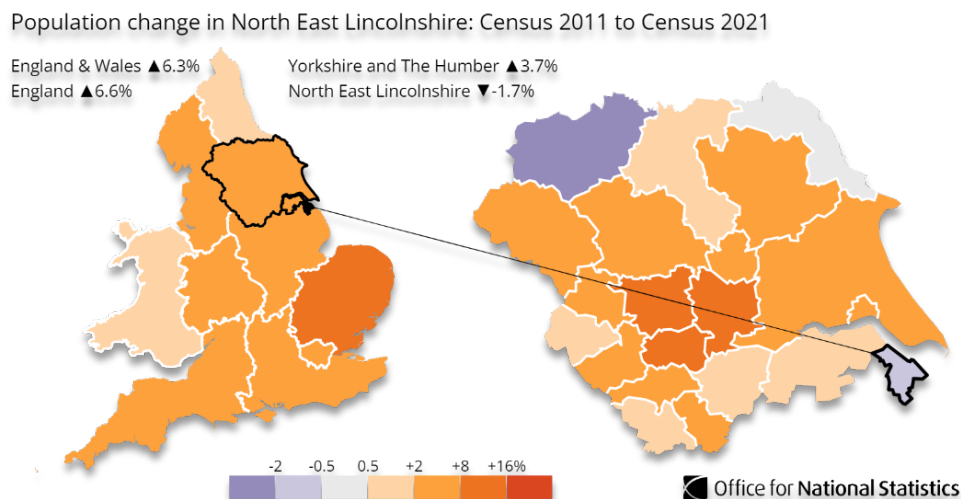 Population change in North East Lincolnshire: Census 2011 to Census 2021
England & Wales ▲6.3%
England ▲6.6%
Yorkshire and The Humber ▲3.7%
North East Lincolnshire ▼-1.7%
-2 -0.5 0.5 +2 +8 +16%
Office for National Statistics